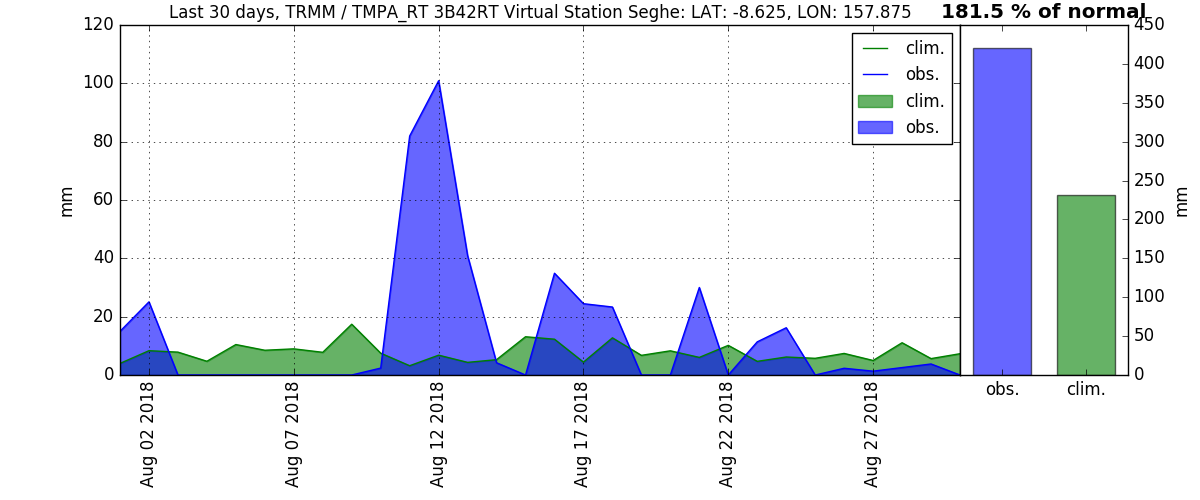 Last 30 days, TRMM / TMPA_RT 3B42RT Virtual Station Seghe: LAT: -8.625, LON: 157.875
181.5 % of normal
120
100
80
60
40
20
0
mm
clim.
obs.
clim.
obs.
Aug 02 2018
Aug 07 2018
Aug 12 2018
Aug 17 2018
Aug 22 2018
Aug 27 2018
450
400
350
300
250
200
150
100
50
0
mm
obs.
clim.